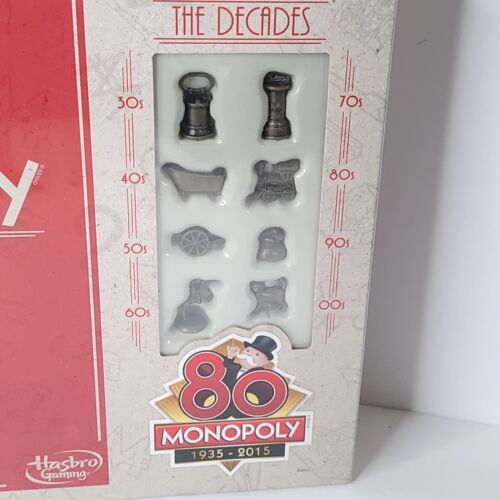 THE DECADES
30s
70s
40s
80s
50s
90s
60s
00s
y
80
MONOPOLY
1935 - 2015
Hasbro
Gaming